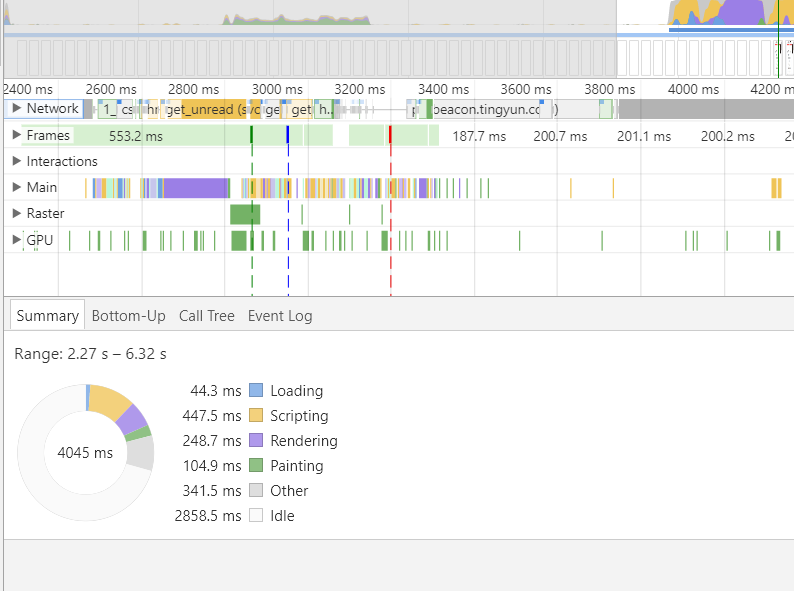 2400 ms 2600 ms 2800 ms 3000 ms 3200 ms 3400 ms 3600 ms 3800 ms 4000 ms 4200 m
Network 1_ cs hr get_unread (s ge get h... p beacon.tingyun.cc )
Frames 553.2 ms 187.7 ms 200.7 ms 201.1 ms 200.2 ms 20
Interactions
Main
Raster
GPU
Summary Bottom-Up Call Tree Event Log
Range: 2.27 s – 6.32 s
4045 ms
44.3 ms Loading
447.5 ms Scripting
248.7 ms Rendering
104.9 ms Painting
341.5 ms Other
2858.5 ms Idle